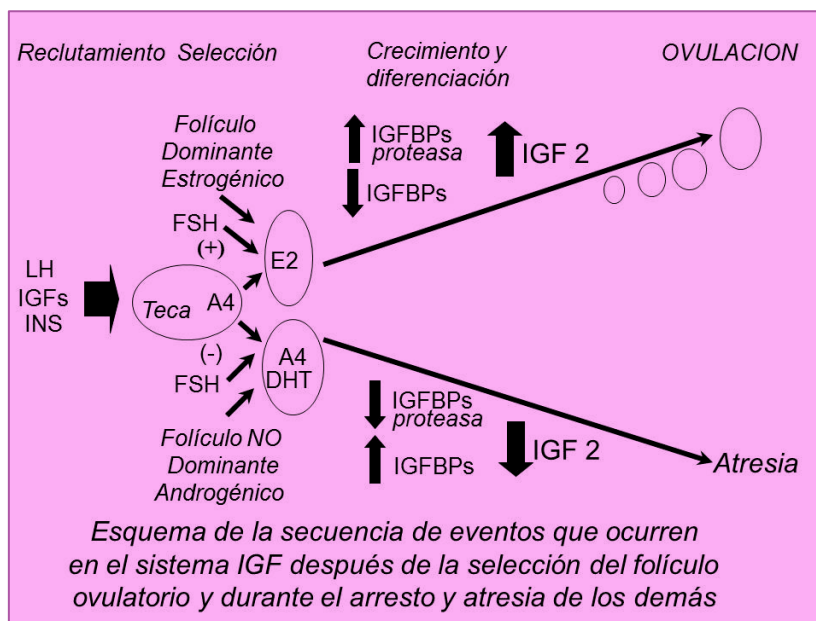 Reclutamiento Selección Crecimiento y OVULACION
diferenciación
Folículo
Dominante
Estrogénico
IGFBPs
proteasa
IGF 2
IGFBPs
FSH
(+)
E2
LH
IGFs
INS
Teca A4
(-)
FSH
A4
DHT
Folículo NO
Dominante
Androgénico
IGFBPs
proteasa
IGF 2
IGFBPs
Atresia
Esquema de la secuencia de eventos que ocurren
en el sistema IGF después de la selección del folículo
ovulatorio y durante el arresto y atresia de los demás